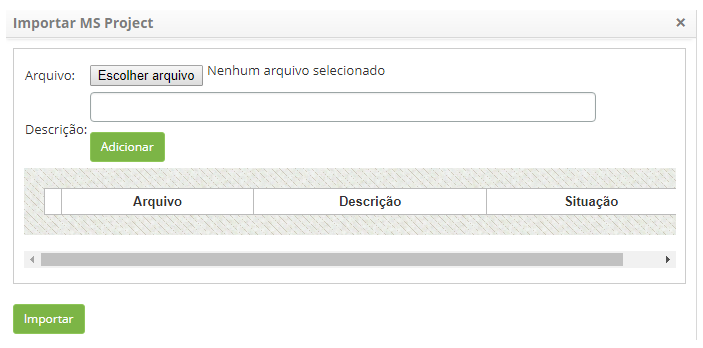 Importar MS Project ×
Arquivo: Escolher arquivo Nenhum arquivo selecionado
Descrição:
Adicionar
Arquivo Descrição Situação
Importar